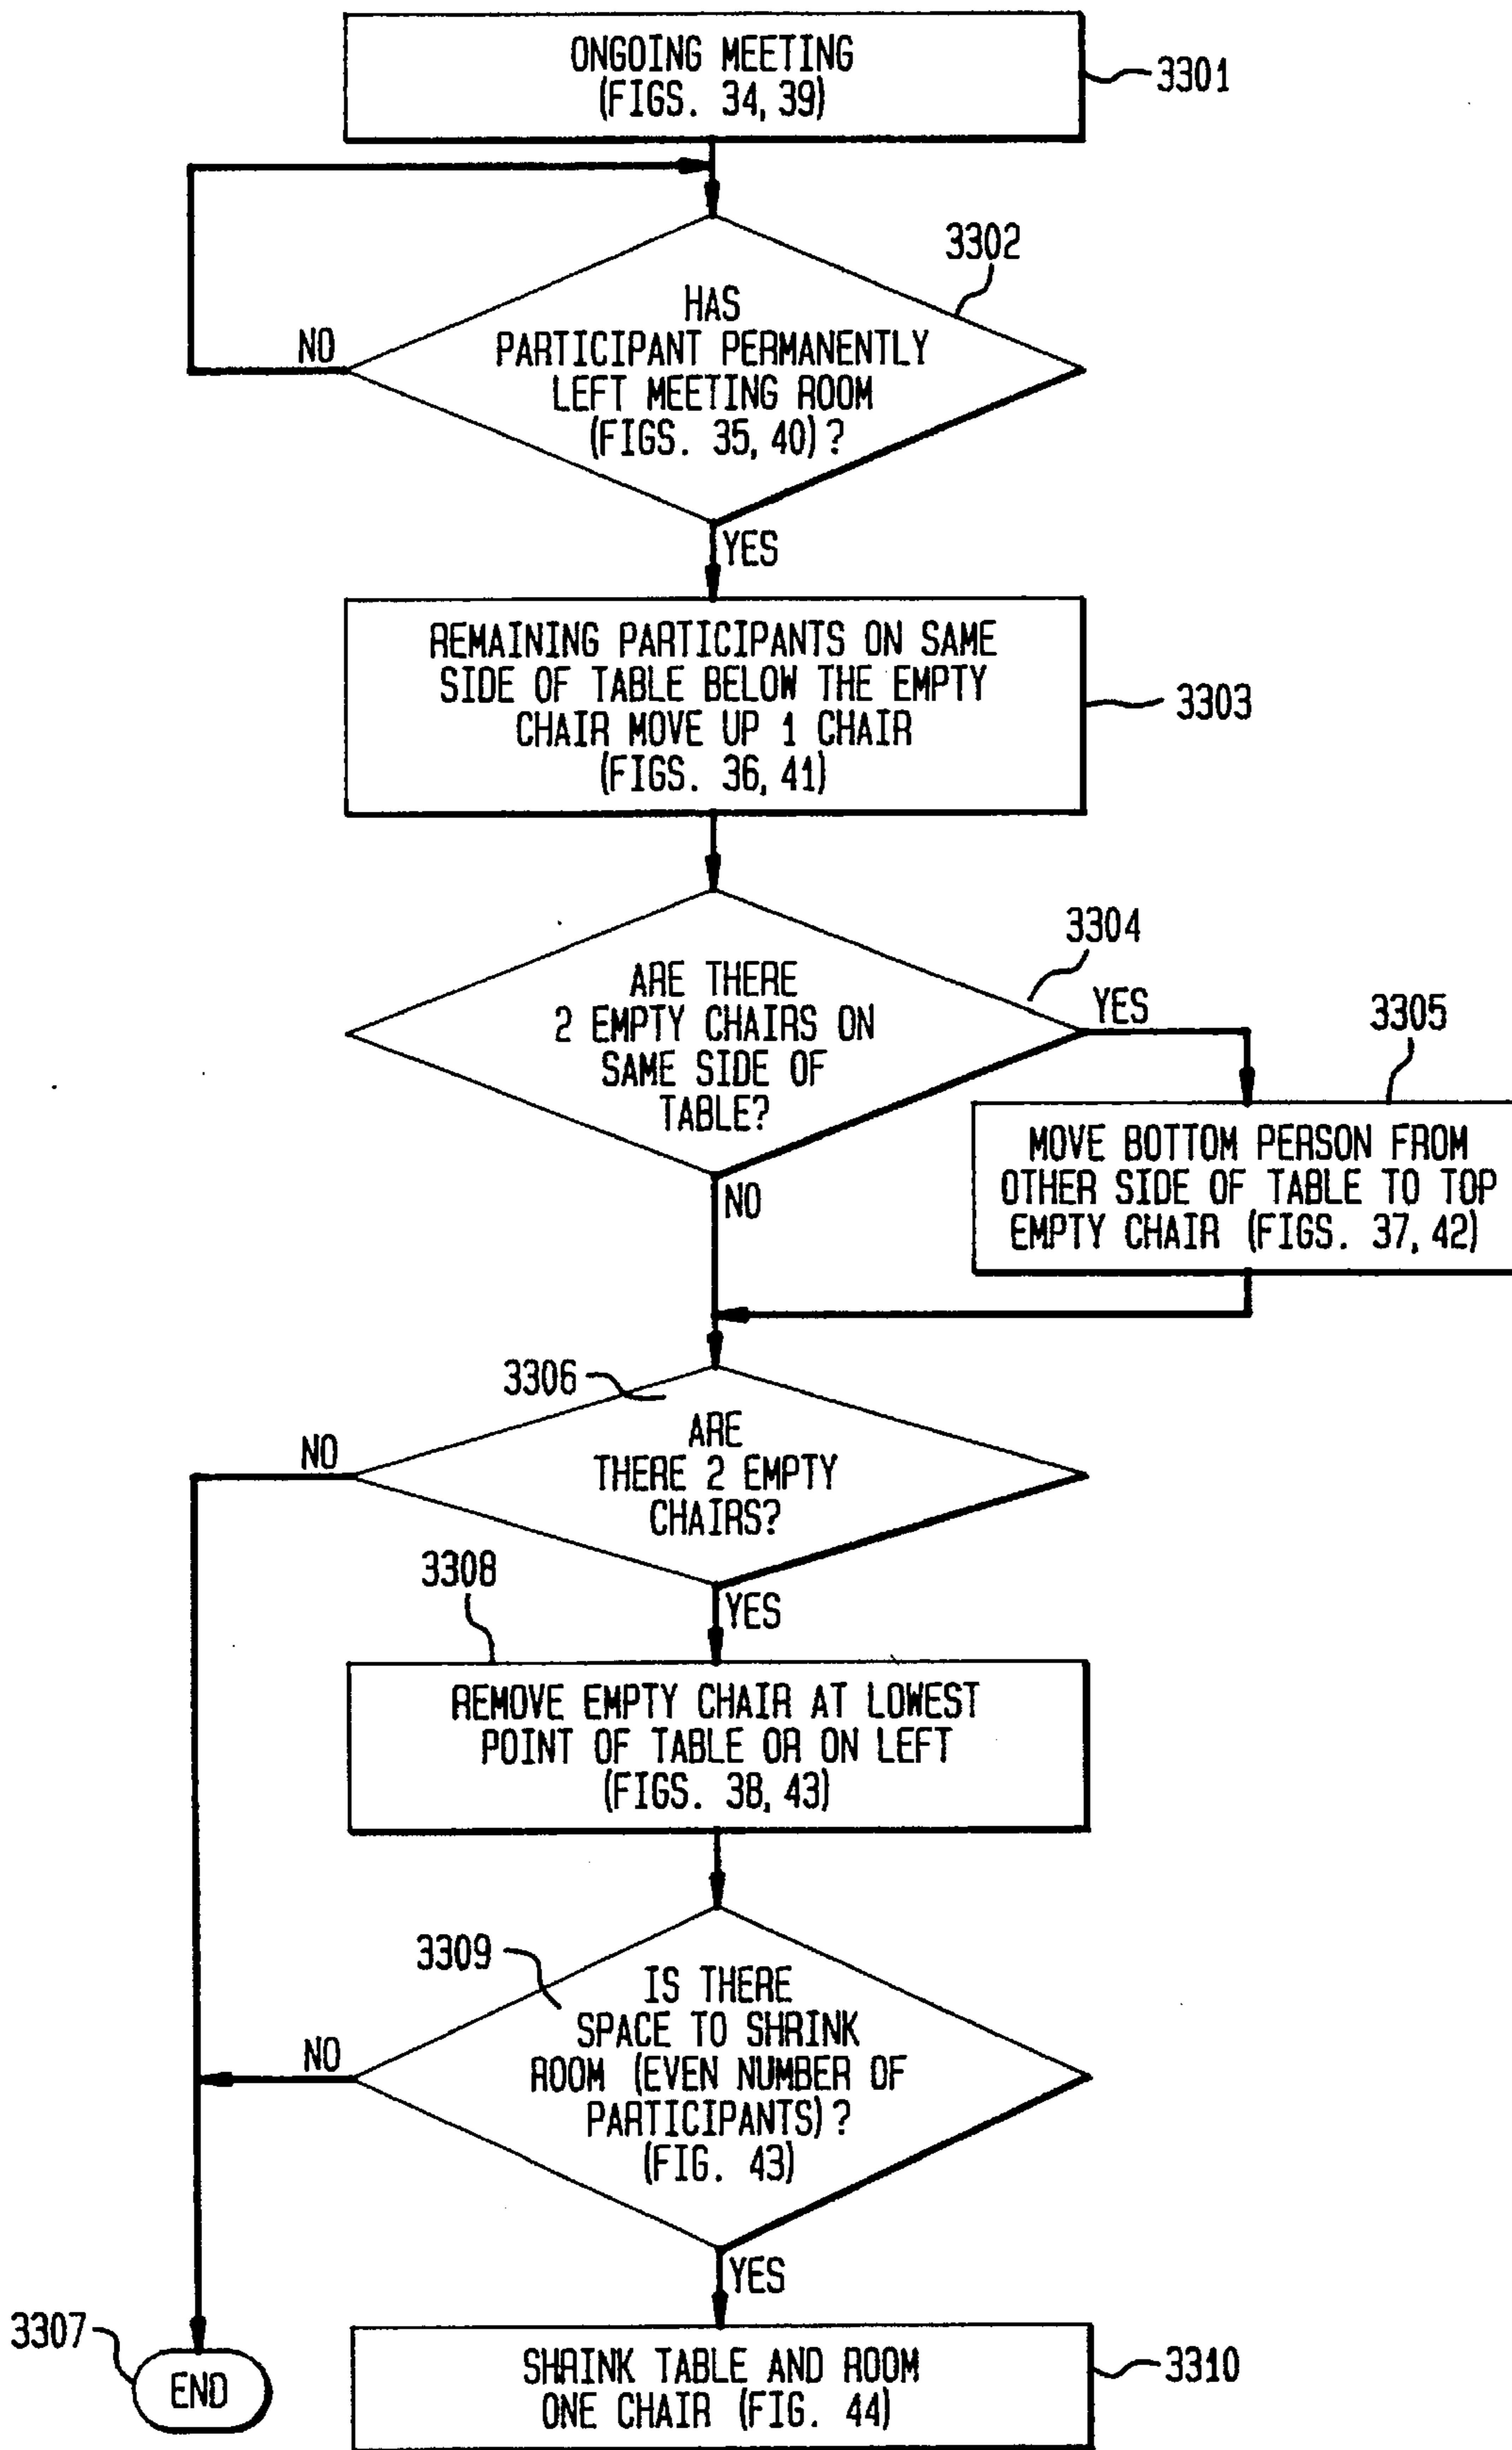 ONGOING MEETING
(FIGS. 34, 39)
3301
3302
HAS
PARTICIPANT PERMANENTLY
LEFT MEETING ROOM
(FIGS. 35, 40)?
NO
YES
REMAINING PARTICIPANTS ON SAME
SIDE OF TABLE BELOW THE EMPTY
CHAIR MOVE UP 1 CHAIR
(FIGS. 36, 41)
3303
3304
ARE THERE
2 EMPTY CHAIRS ON
SAME SIDE OF
TABLE?
YES
3305
MOVE BOTTOM PERSON FROM
OTHER SIDE OF TABLE TO TOP
EMPTY CHAIR (FIGS. 37, 42)
NO
3306
ARE
THERE 2 EMPTY
CHAIRS?
NO
YES
3308
REMOVE EMPTY CHAIR AT LOWEST
POINT OF TABLE OR ON LEFT
(FIGS. 38, 43)
3309
IS THERE
SPACE TO SHRINK
ROOM (EVEN NUMBER OF
PARTICIPANTS)?
(FIG. 43)
NO
YES
3307
END
SHRINK TABLE AND ROOM
ONE CHAIR (FIG. 44)
3310